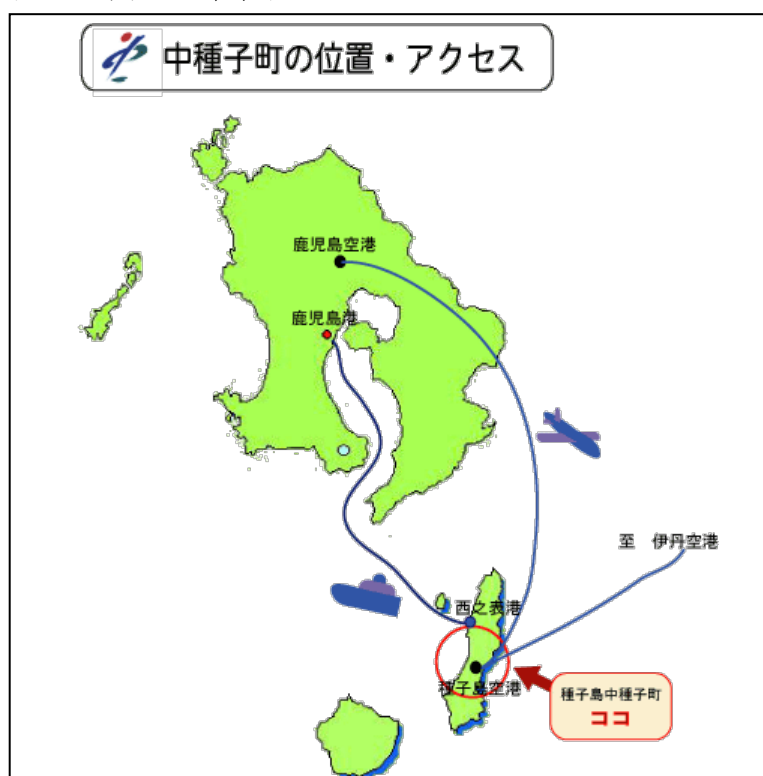 中種子町の位置・アクセス
鹿児島空港
鹿児島港
至　伊丹空港
西之表港
種子島空港
種子島中種子町
ココ